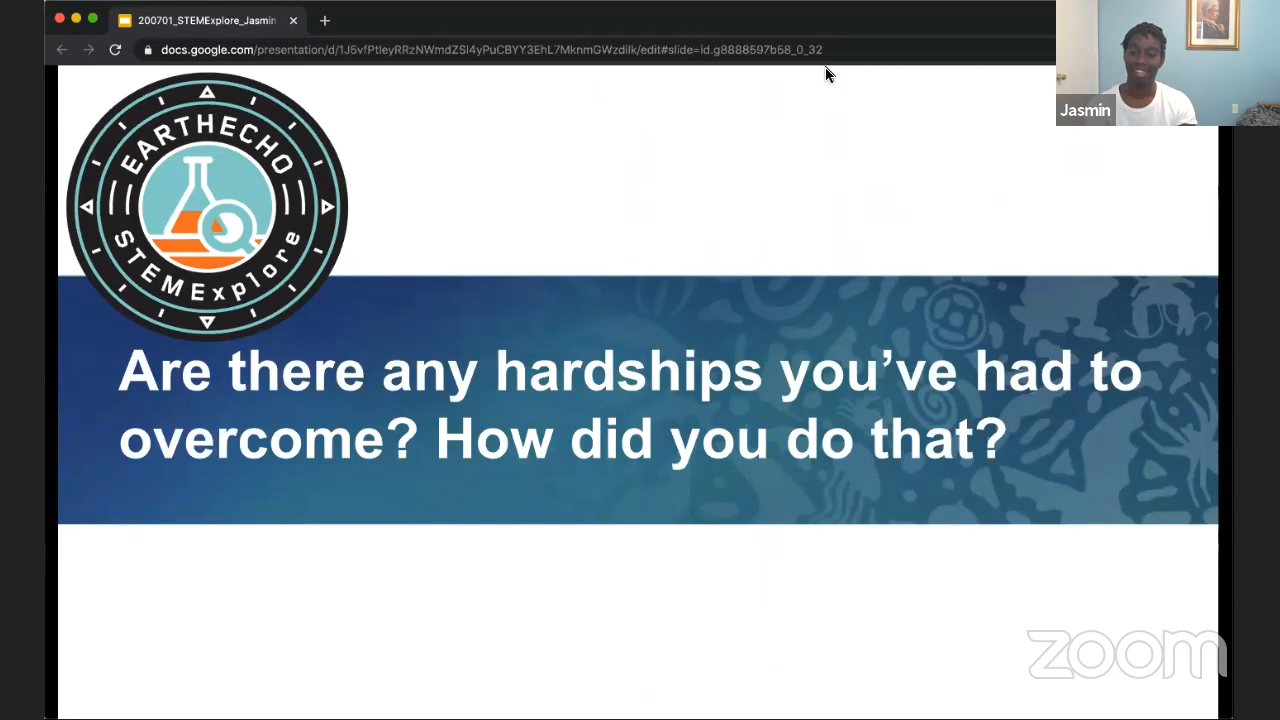 200701_STEMExplore_Jasmin
docs.google.com/presentation/d/1J5vfPtleyRRzNWmdZSl4yPuCBYY3EhL7MknmGWzdilk/edit#slide=id.g8888597b58_0_32
Jasmin
EARTHECHO
STEMExplore
Are there any hardships you’ve had to
overcome? How did you do that?
zoom